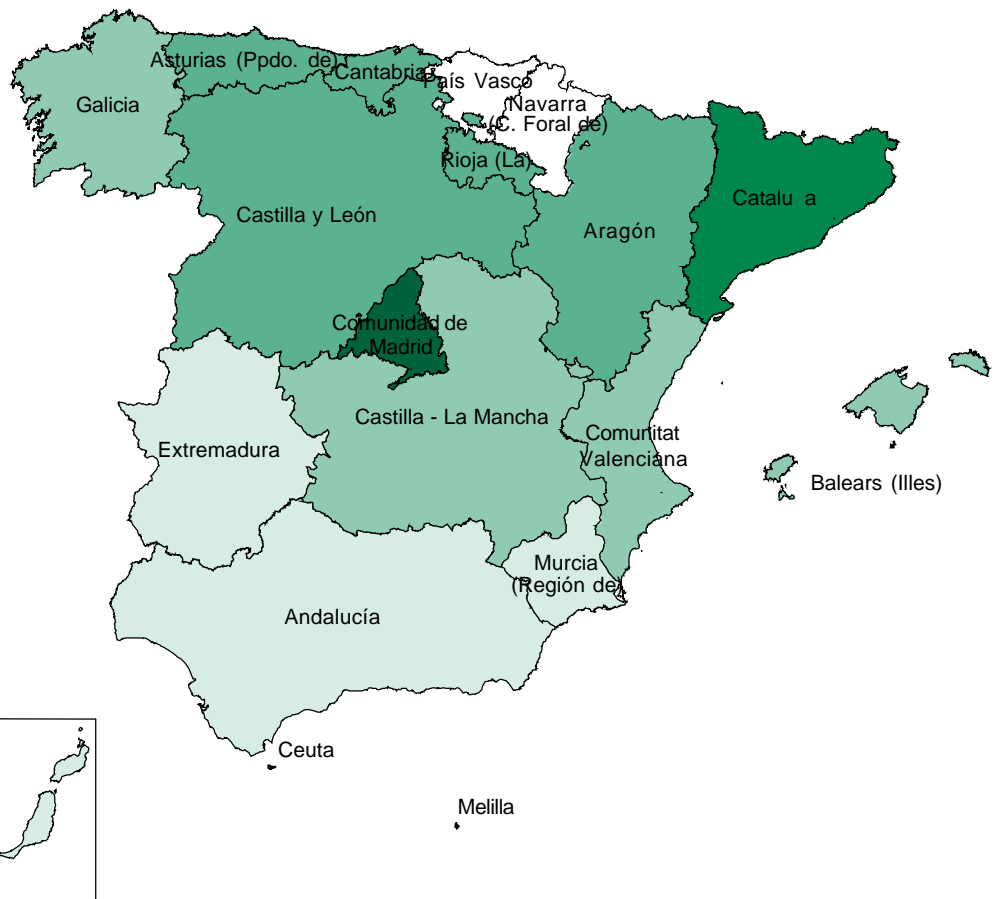 Asturias (Ppdo. de)
Cantabria
País Vasco
Galicia
Navarra
(C. Foral de)
Rioja (La)
Catalu a
Castilla y León
Aragón
Comunidad de
Madrid
Castilla - La Mancha
Comunitat
Valenciana
Extremadura
Balears (Illes)
Murcia
(Región de)
Andalucía
Ceuta
Melilla